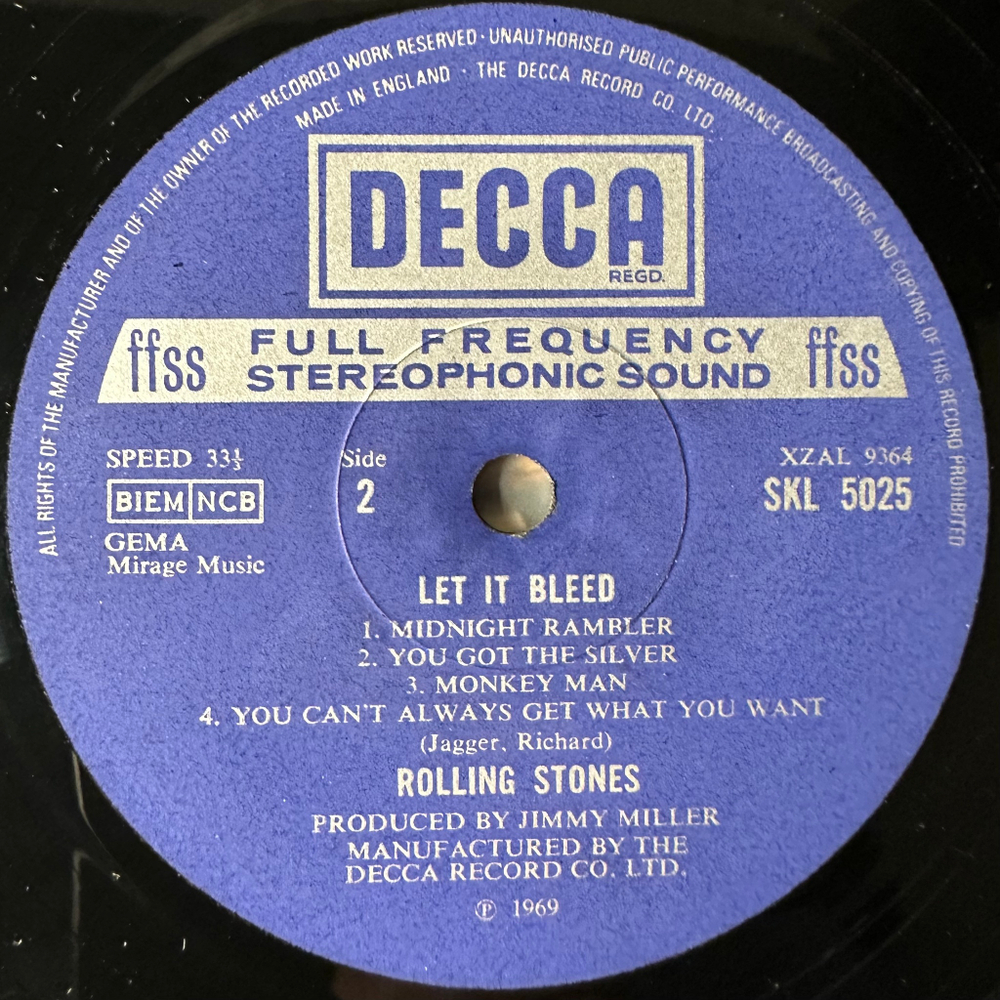 ALL RIGHTS OF THE MANUFACTURER AND OF THE OWNER OF THE RECORDED WORK RESERVED · UNAUTHORISED PUBLIC PERFORMANCE BROADCASTING AND COPYING OF THIS RECORD PROHIBITED
MADE IN ENGLAND · THE DECCA RECORD CO. LTD.
DECCA
REGD.
ffss FULL FREQUENCY STEREOPHONIC SOUND ffss
SPEED 33⅓
Side
2
XZAL 9364
SKL 5025
BIEM NCB
GEMA
Mirage Music
LET IT BLEED
1. MIDNIGHT RAMBLER
2. YOU GOT THE SILVER
3. MONKEY MAN
4. YOU CAN'T ALWAYS GET WHAT YOU WANT
(Jagger, Richard)
ROLLING STONES
PRODUCED BY JIMMY MILLER
MANUFACTURED BY THE
DECCA RECORD CO. LTD.
℗ 1969